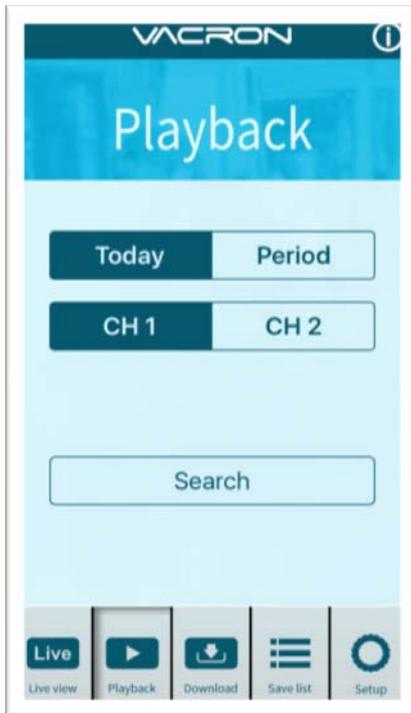 VACRON
Playback
Today Period
CH 1 CH 2
Search
Live
Live view Playback Download Save list Setup